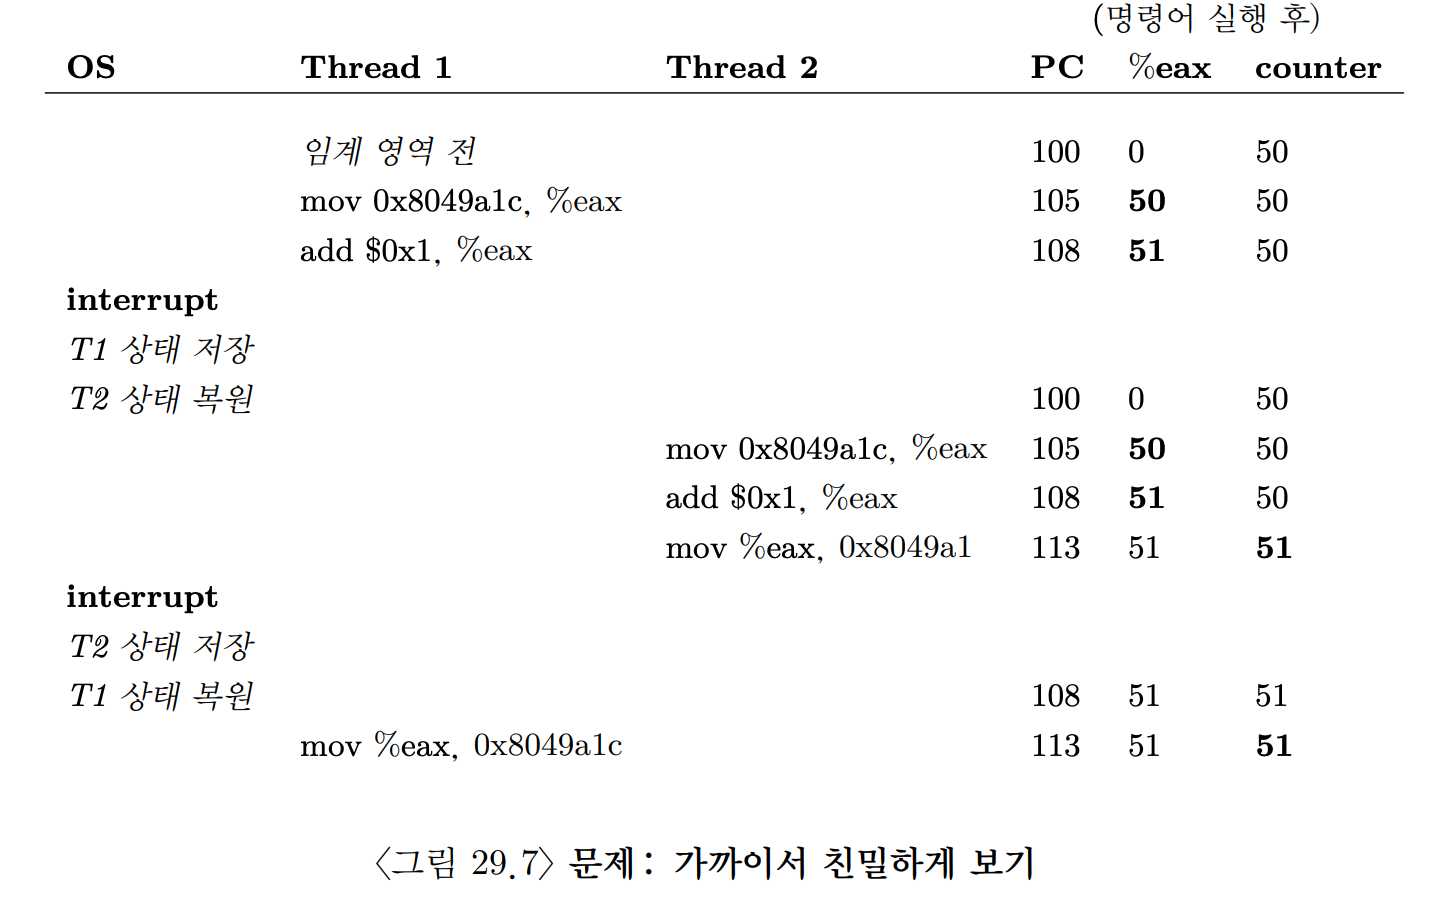 (명령어 실행 후)
OS Thread 1 Thread 2 PC %eax counter
임계 영역 전 100 0 50
mov 0x8049a1c, %eax 105 50 50
add $0x1, %eax 108 51 50
interrupt
T1 상태 저장
T2 상태 복원 100 0 50
mov 0x8049a1c, %eax 105 50 50
add $0x1, %eax 108 51 50
mov %eax, 0x8049a1 113 51 51
interrupt
T2 상태 저장
T1 상태 복원 108 51 51
mov %eax, 0x8049a1c 113 51 51
〈그림 29.7〉 문제: 가까이서 친밀하게 보기